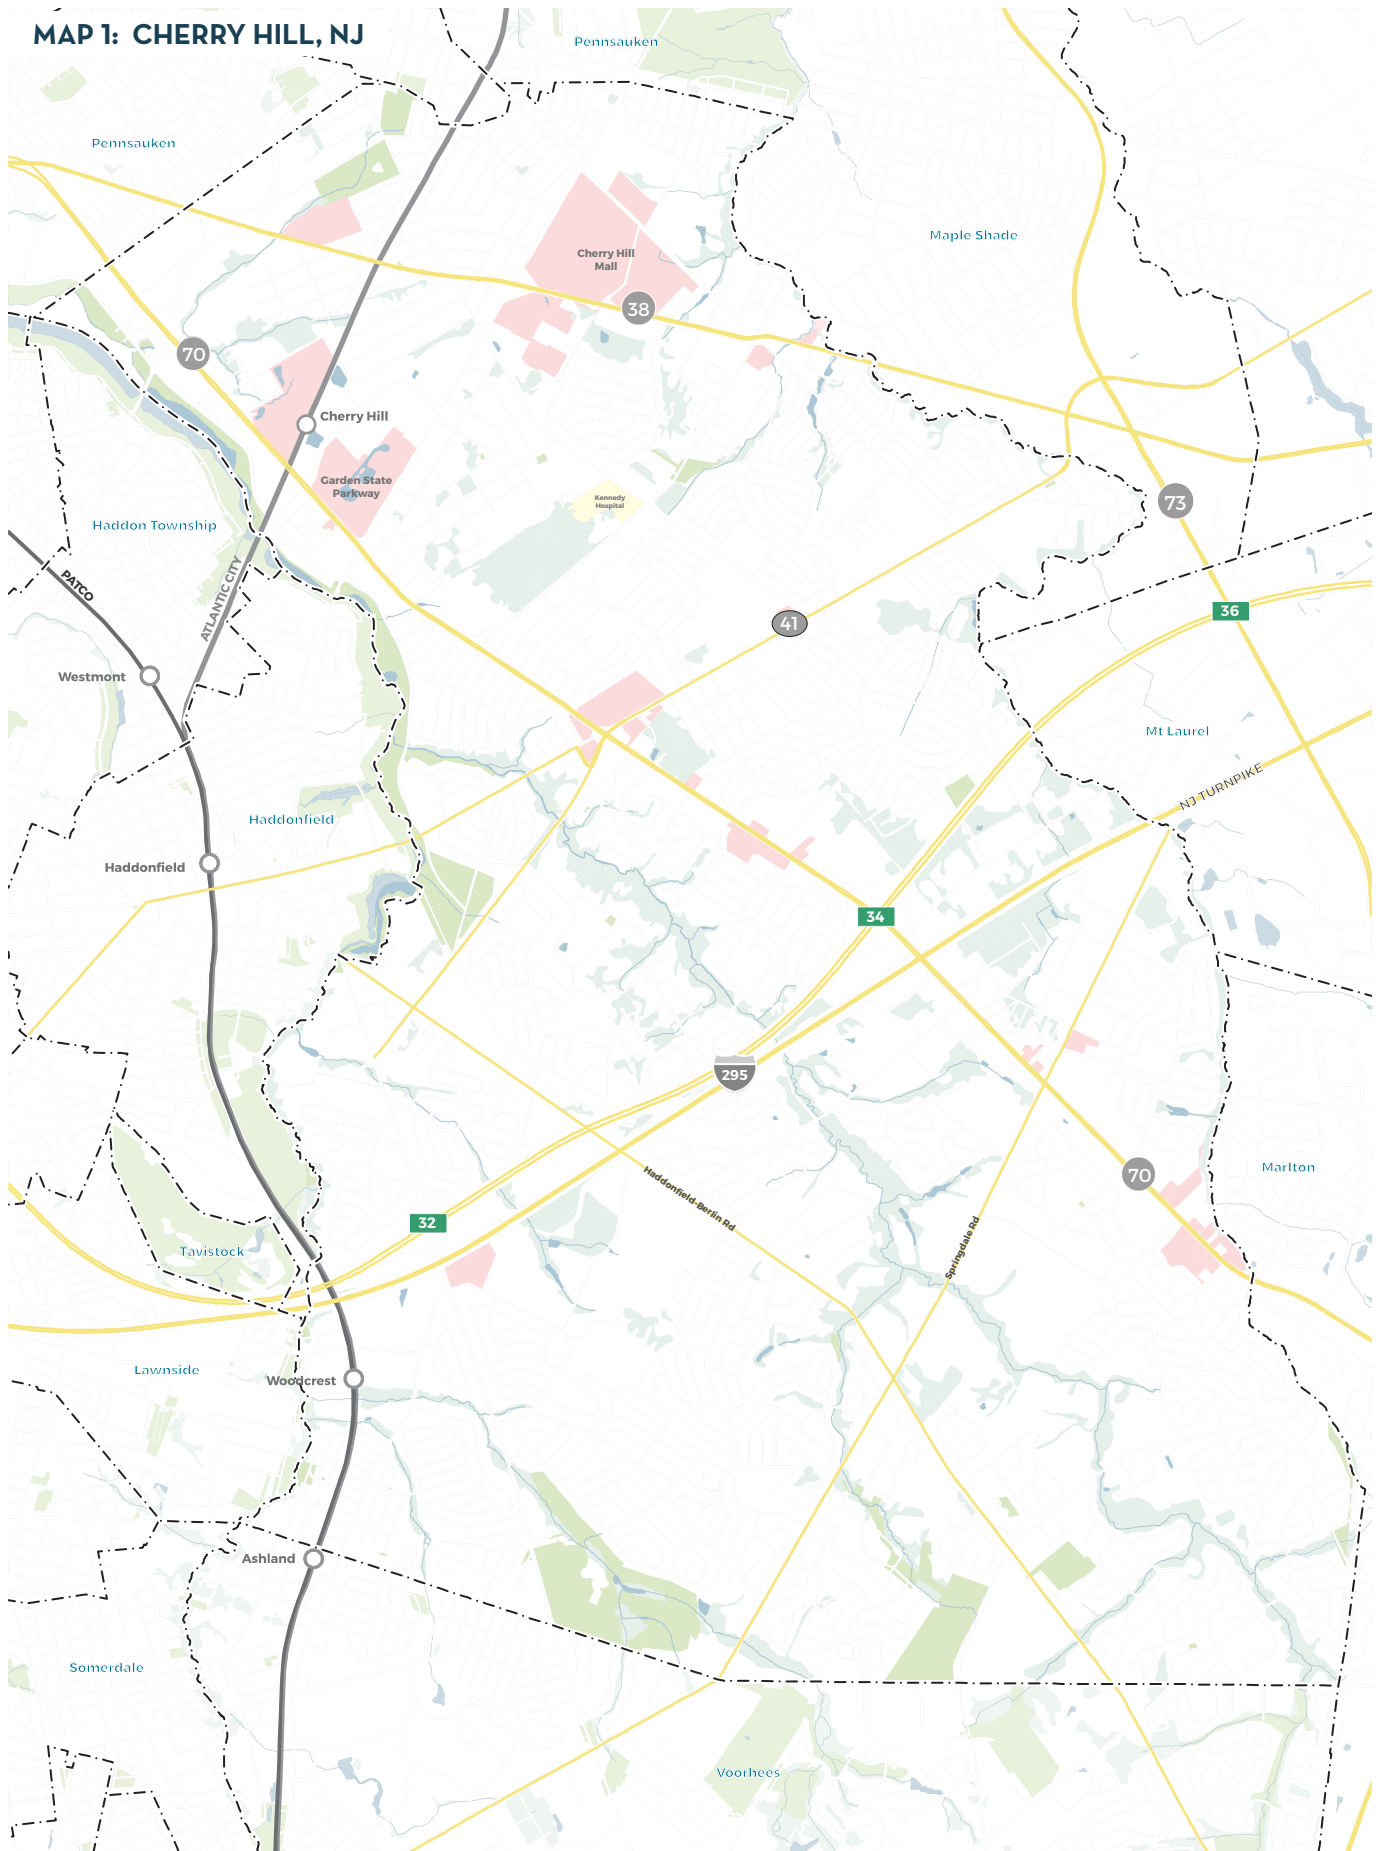 MAP 1: CHERRY HILL, NJ
Pennsauken
Pennsauken
Maple Shade
Cherry Hill
Mall
38
70
Cherry Hill
Garden State
Parkway
Kennedy
Hospital
73
Haddon Township
PATCO
ATLANTIC CITY
36
41
Westmont
Mt Laurel
NJ TURNPIKE
Haddonfield
Haddonfield
34
295
Haddonfield-Berlin Rd
70
Marlton
32
Springdale Rd
Tavistock
Lawnside
Woodcrest
Ashland
Somerdale
Voorhees